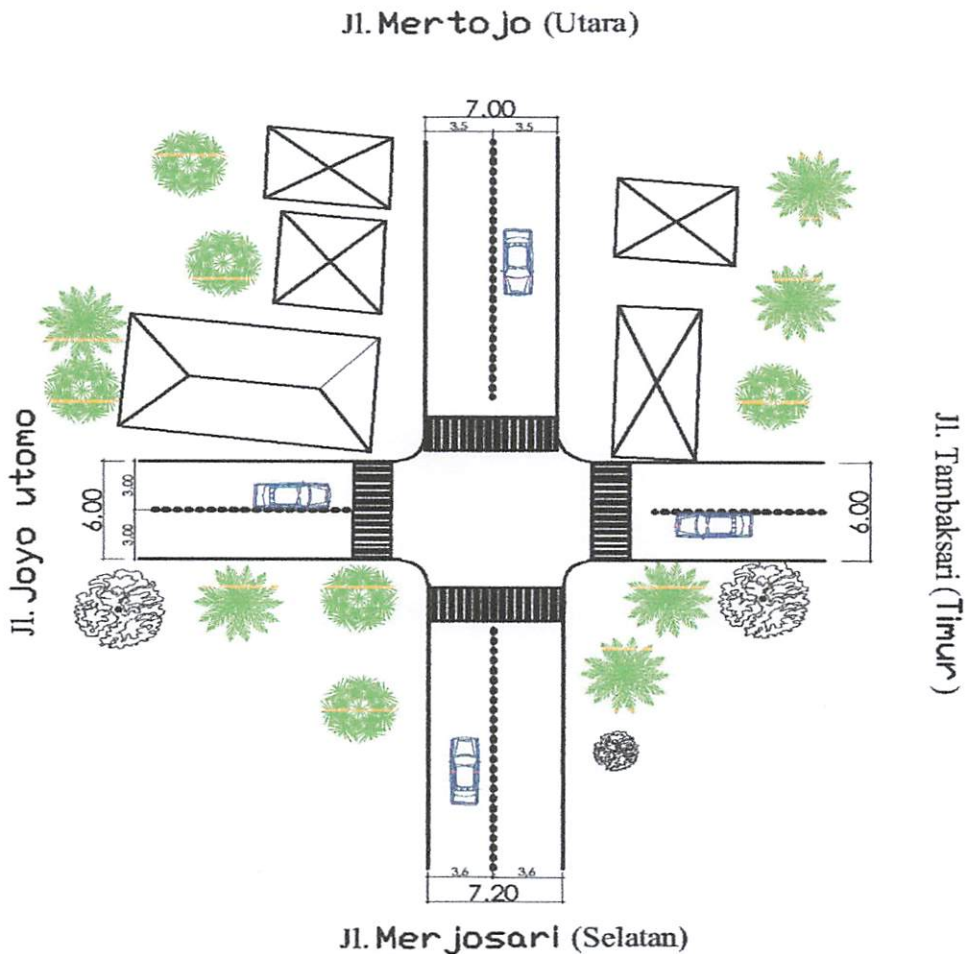 Jl. Mertojo (Utara)
7.00
3.5 3.5
Jl. Joyo utomo
6.00
3.00
3.00
6.00
Jl. Tambaksari (Timur)
3,6 3,6
7.20
Jl. Merjosari (Selatan)